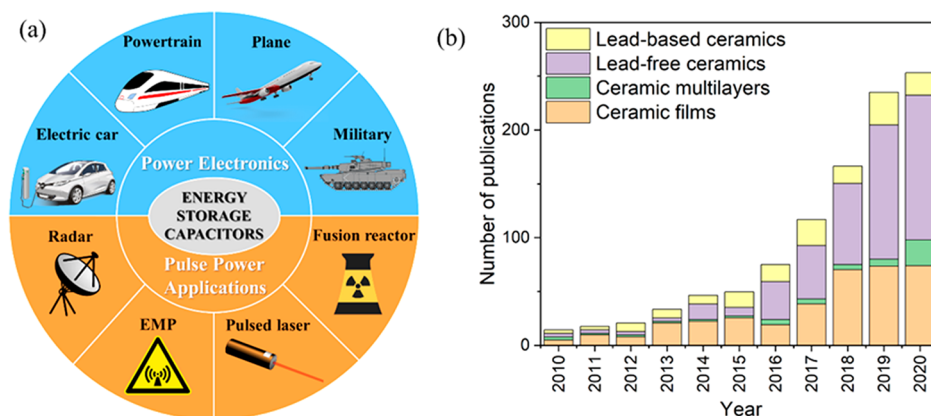 (a)
Powertrain
Plane
Electric car
Military
Power Electronics
ENERGY
STORAGE
CAPACITORS
Radar
Fusion reactor
Pulse Power
Applications
EMP
Pulsed laser
(b)
300
200
100
0
Number of publications
Lead-based ceramics
Lead-free ceramics
Ceramic multilayers
Ceramic films
2010
2011
2012
2013
2014
2015
2016
2017
2018
2019
2020
Year